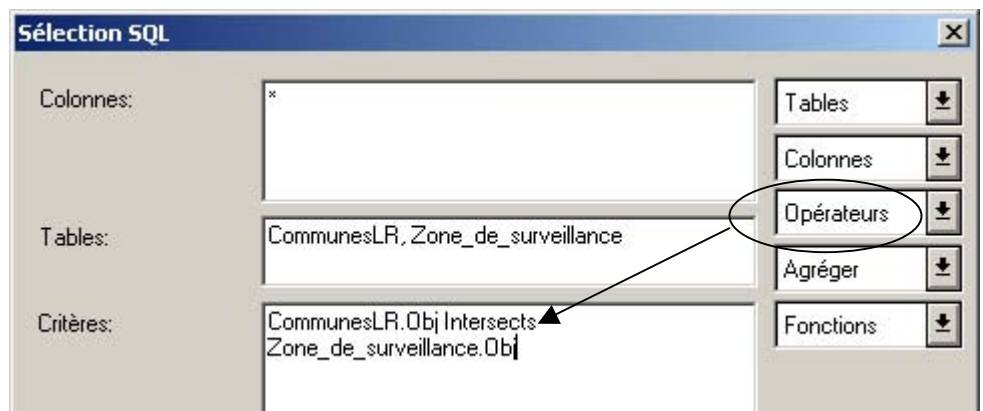 Sélection SQL
Colonnes:
*
Tables
Colonnes
Opérateurs
Tables:
CommunesLR, Zone_de_surveillance
Agréger
Critères:
CommunesLR.Obj Intersects
Zone_de_surveillance.Obj
Fonctions